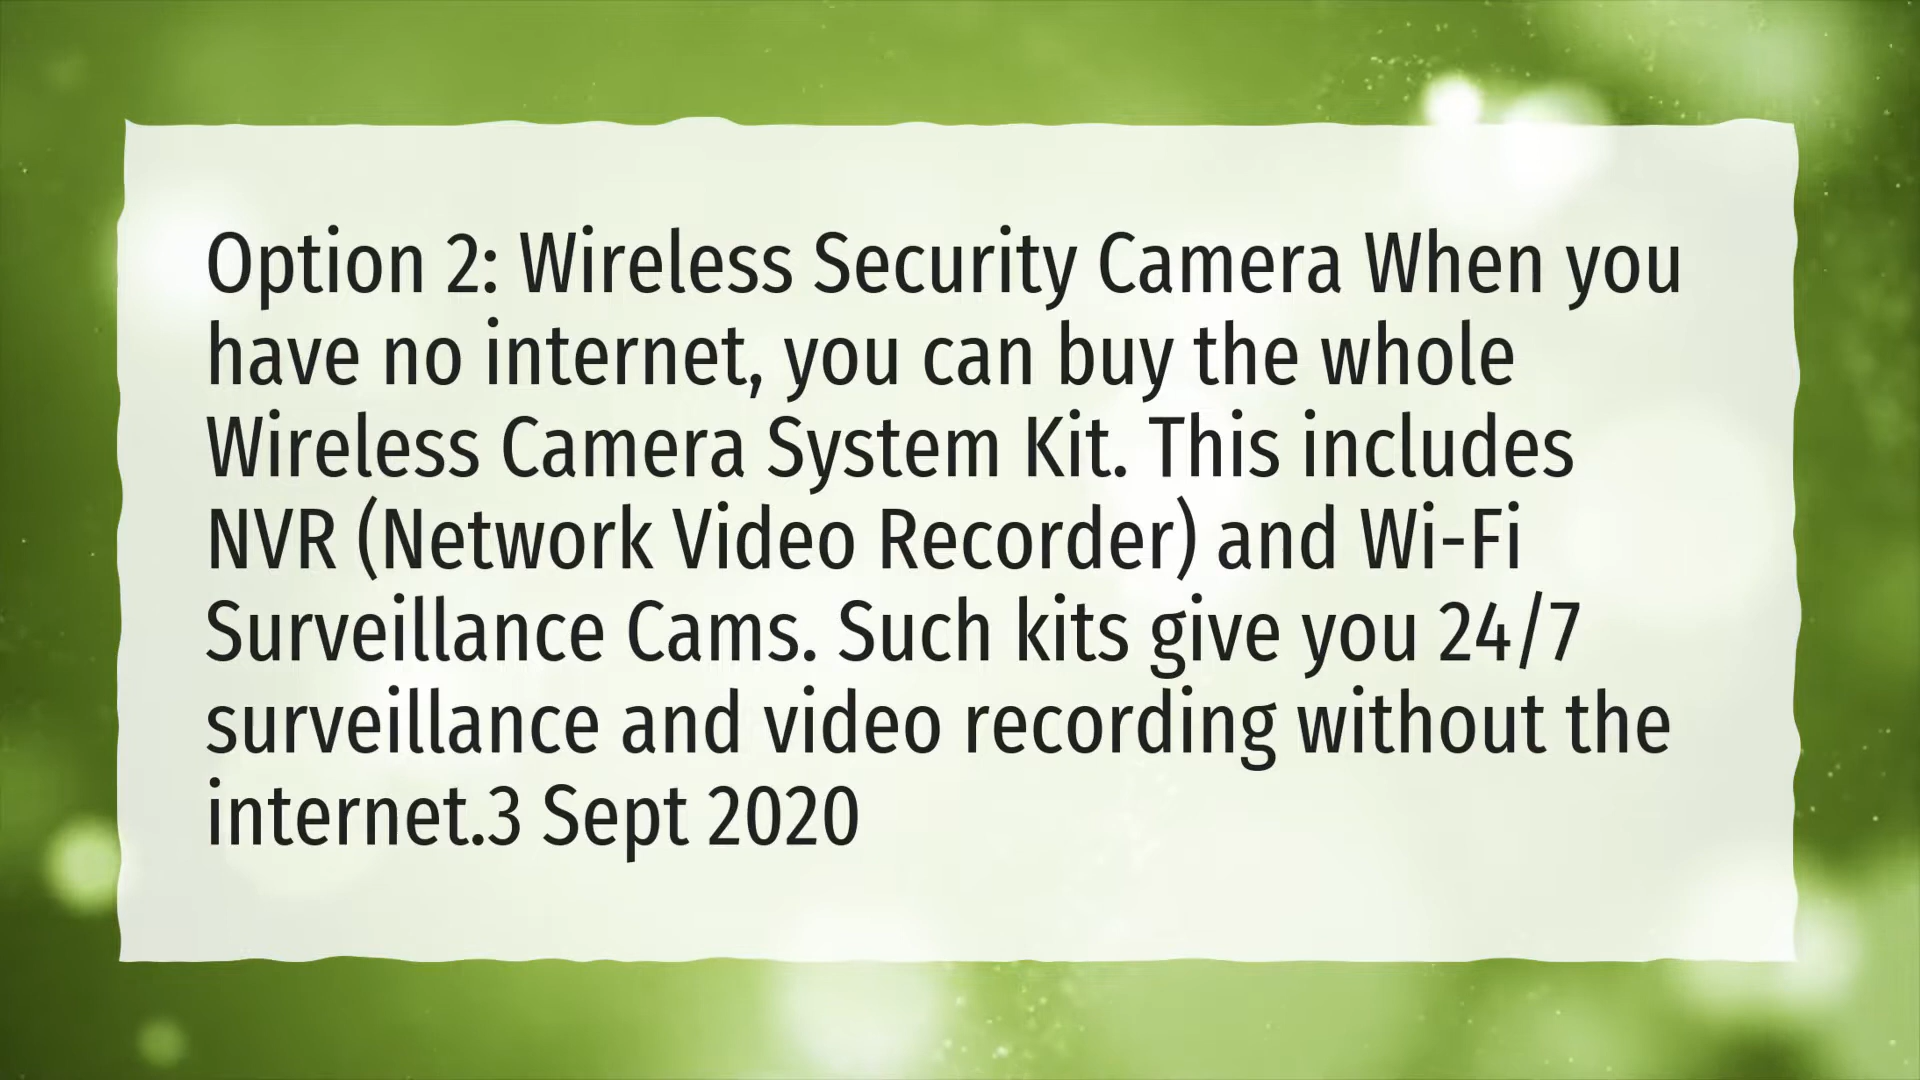 Option 2: Wireless Security Camera When you
have no internet, you can buy the whole
Wireless Camera System Kit. This includes
NVR (Network Video Recorder) and Wi-Fi
Surveillance Cams. Such kits give you 24/7
surveillance and video recording without the
internet.3 Sept 2020